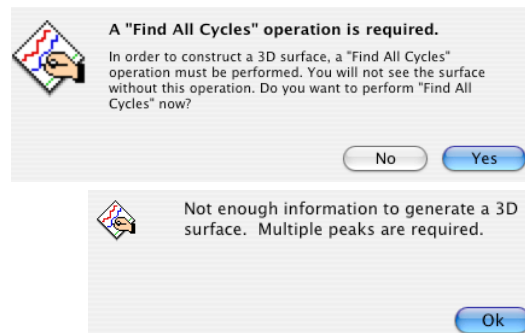 A "Find All Cycles" operation is required.
In order to construct a 3D surface, a "Find All Cycles"
operation must be performed. You will not see the surface
without this operation. Do you want to perform "Find All
Cycles" now?
No
Yes
Not enough information to generate a 3D
surface. Multiple peaks are required.
Ok